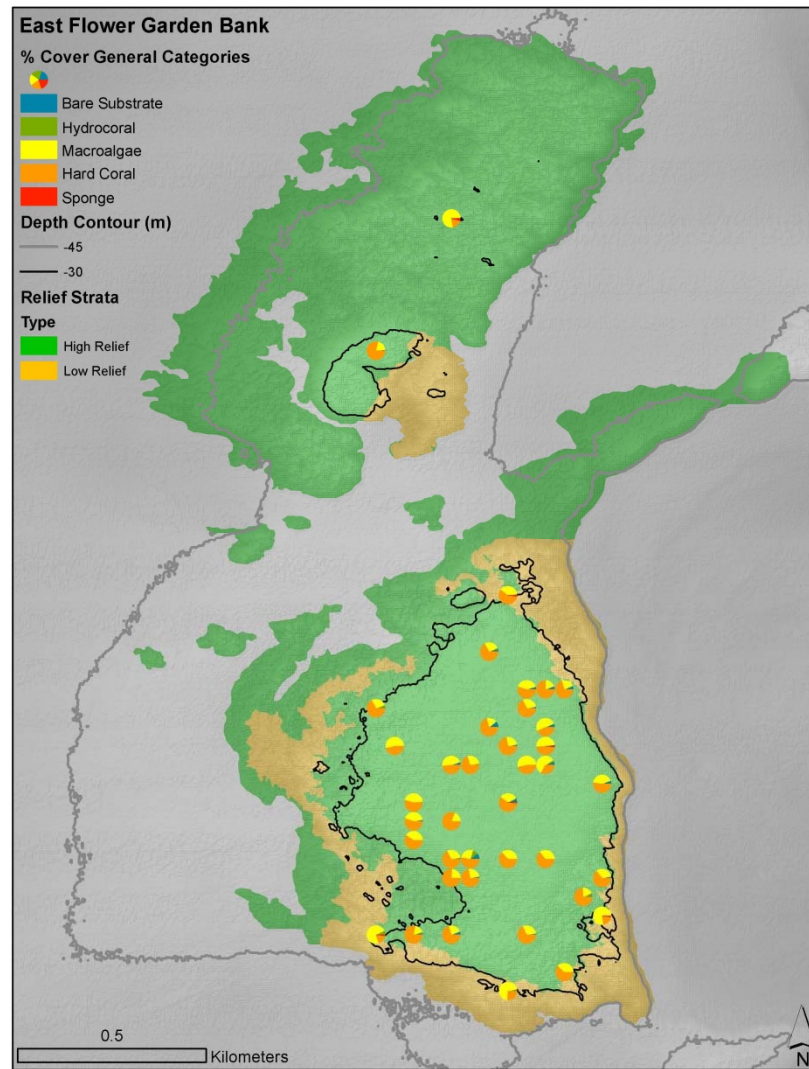 East Flower Garden Bank
% Cover General Categories
Bare Substrate
Hydrocoral
Macroalgae
Hard Coral
Sponge
Depth Contour (m)
-45
-30
Relief Strata
Type
High Relief
Low Relief
0.5
Kilometers
N